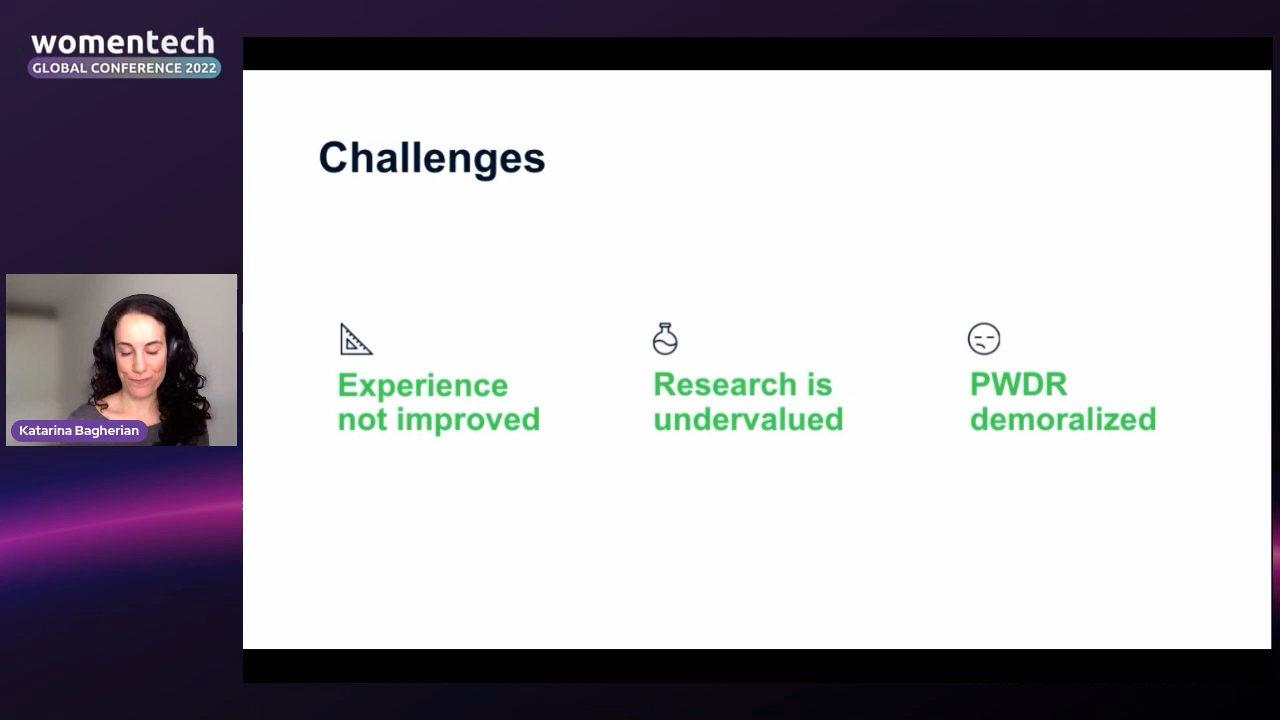 womentech
GLOBAL CONFERENCE 2022
Challenges
Experience
not improved
Research is
undervalued
PWDR
demoralized
Katarina Bagherian